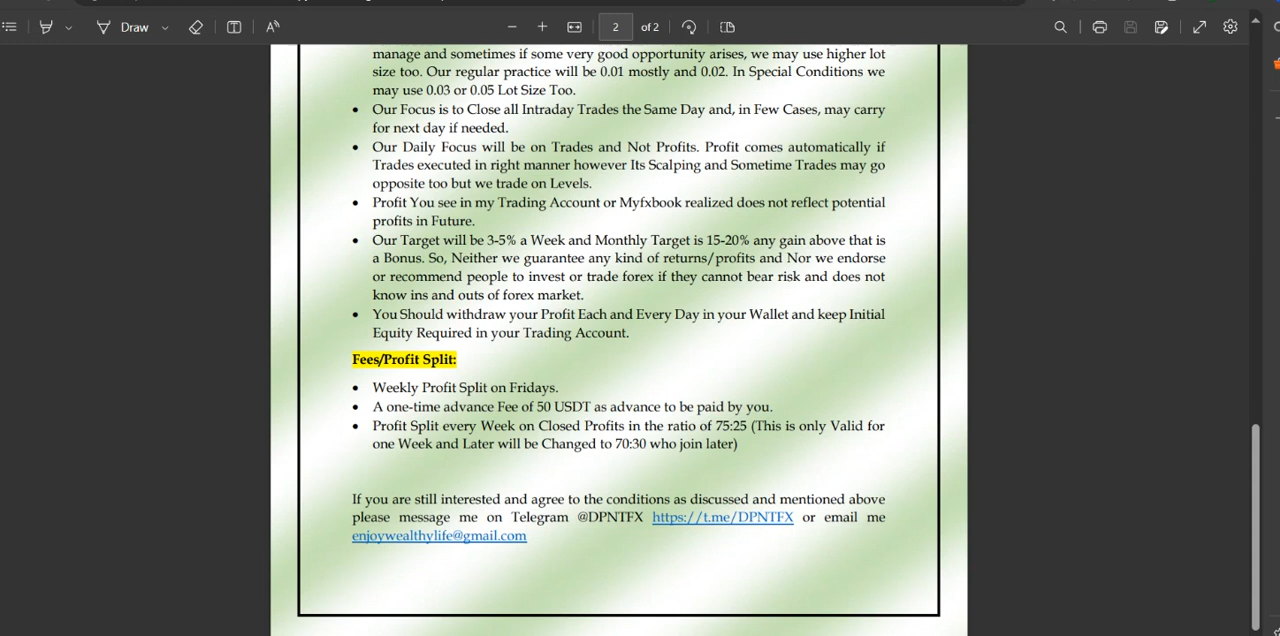 Draw
2
of 2
manage and sometimes if some very good opportunity arises, we may use higher lot
size too. Our regular practice will be 0.01 mostly and 0.02. In Special Conditions we
may use 0.03 or 0.05 Lot Size Too.
• Our Focus is to Close all Intraday Trades the Same Day and, in Few Cases, may carry
for next day if needed.
• Our Daily Focus will be on Trades and Not Profits. Profit comes automatically if
Trades executed in right manner however Its Scalping and Sometime Trades may go
opposite too but we trade on Levels.
• Profit You see in my Trading Account or Myfxbook realized does not reflect potential
profits in Future.
• Our Target will be 3-5% a Week and Monthly Target is 15-20% any gain above that is
a Bonus. So, Neither we guarantee any kind of returns/profits and Nor we endorse
or recommend people to invest or trade forex if they cannot bear risk and does not
know ins and outs of forex market.
• You Should withdraw your Profit Each and Every Day in your Wallet and keep Initial
Equity Required in your Trading Account.
Fees/Profit Split:
• Weekly Profit Split on Fridays.
• A one-time advance Fee of 50 USDT as advance to be paid by you.
• Profit Split every Week on Closed Profits in the ratio of 75:25 (This is only Valid for
one Week and Later will be Changed to 70:30 who join later)
If you are still interested and agree to the conditions as discussed and mentioned above
please message me on Telegram @DPNTFX https://t.me/DPNTFX or email me
enjoywealthylife@gmail.com